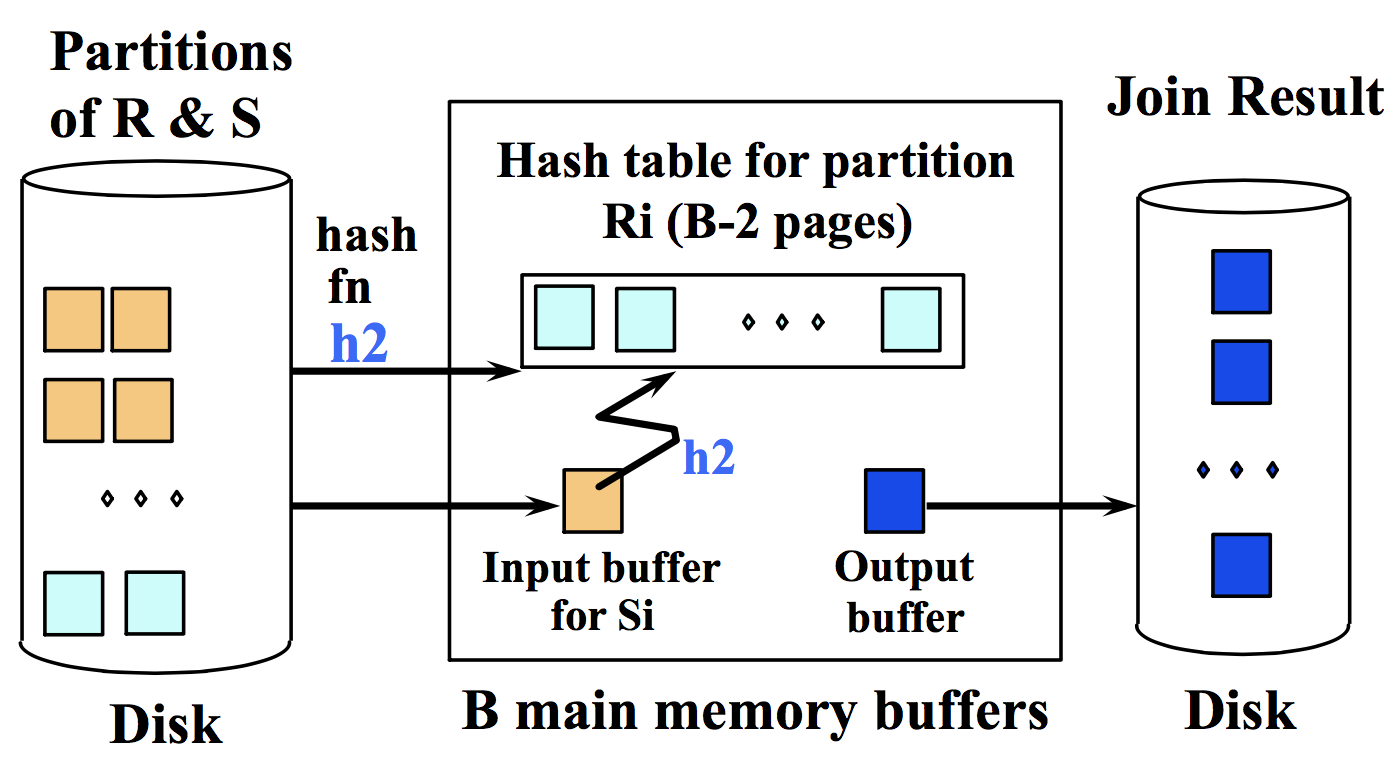 Partitions
of R & S
hash
fn
h2
Disk
Hash table for partition
Ri (B-2 pages)
h2
Input buffer
for Si
Output
buffer
B main memory buffers
Join Result
Disk